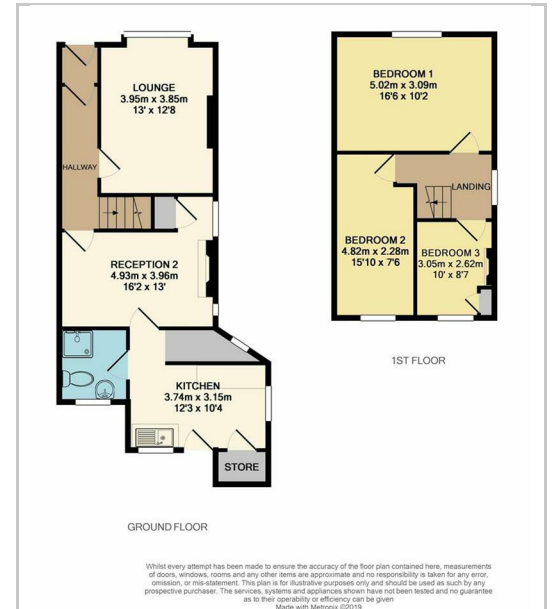 LOUNGE
3.95m x 3.85m
13' x 12'8
HALLWAY
RECEPTION 2
4.93m x 3.96m
16'2 x 13'
KITCHEN
3.74m x 3.15m
12'3 x 10'4
STORE
GROUND FLOOR
BEDROOM 1
5.02m x 3.09m
16'6 x 10'2
LANDING
BEDROOM 2
4.82m x 2.28m
15'10 x 7'6
BEDROOM 3
3.05m x 2.62m
10' x 8'7
1ST FLOOR
Whilst every attempt has been made to ensure the accuracy of the floor plan contained here, measurements
of doors, windows, rooms and any other items are approximate and no responsibility is taken for any error,
omission, or mis-statement. This plan is for illustrative purposes only and should be used as such by any
prospective purchaser. The services, systems and appliances shown have not been tested and no guarantee
as to their operability or efficiency can be given
Made with Metropix ©2019